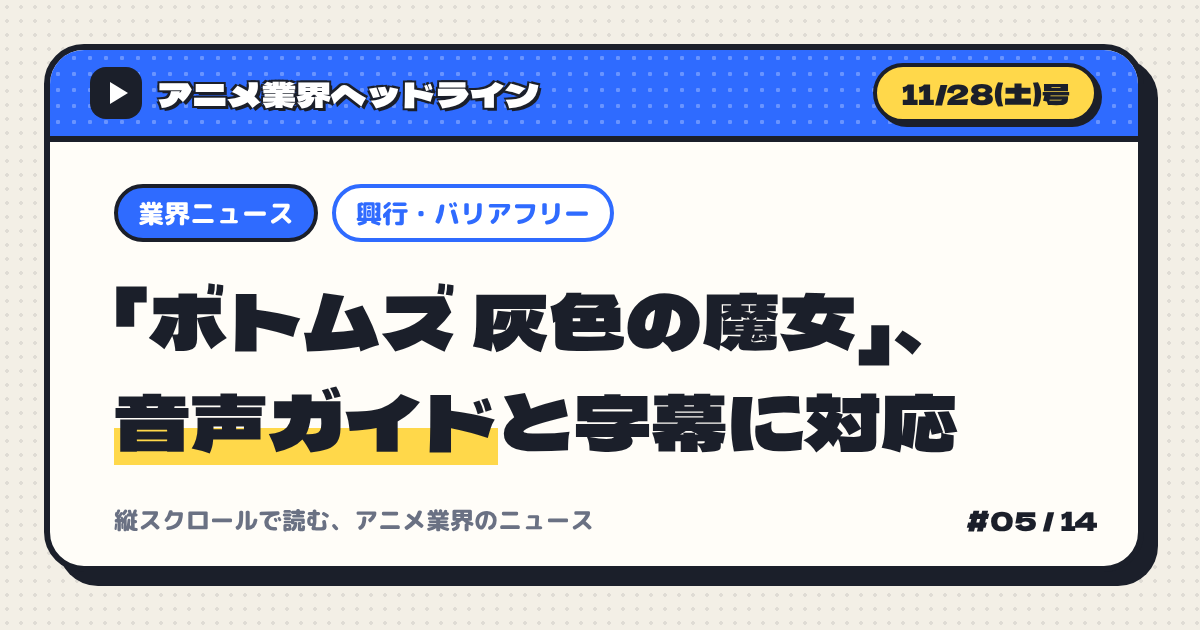 アニメ業界ヘッドライン
11/28(土)号
業界ニュース
興行・バリアフリー
「ボトムズ 灰色の魔女」、
音声ガイドと字幕に対応
縦スクロールで読む、アニメ業界のニュース
#05 / 14